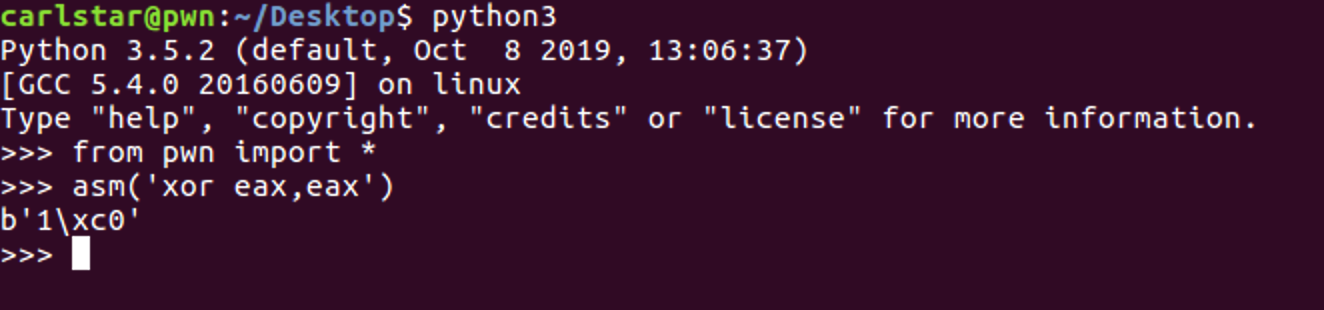 carlstar@pwn:~/Desktop$ python3
Python 3.5.2 (default, Oct  8 2019, 13:06:37)
[GCC 5.4.0 20160609] on linux
Type "help", "copyright", "credits" or "license" for more information.
>>> from pwn import *
>>> asm('xor eax,eax')
b'1\xc0'
>>>